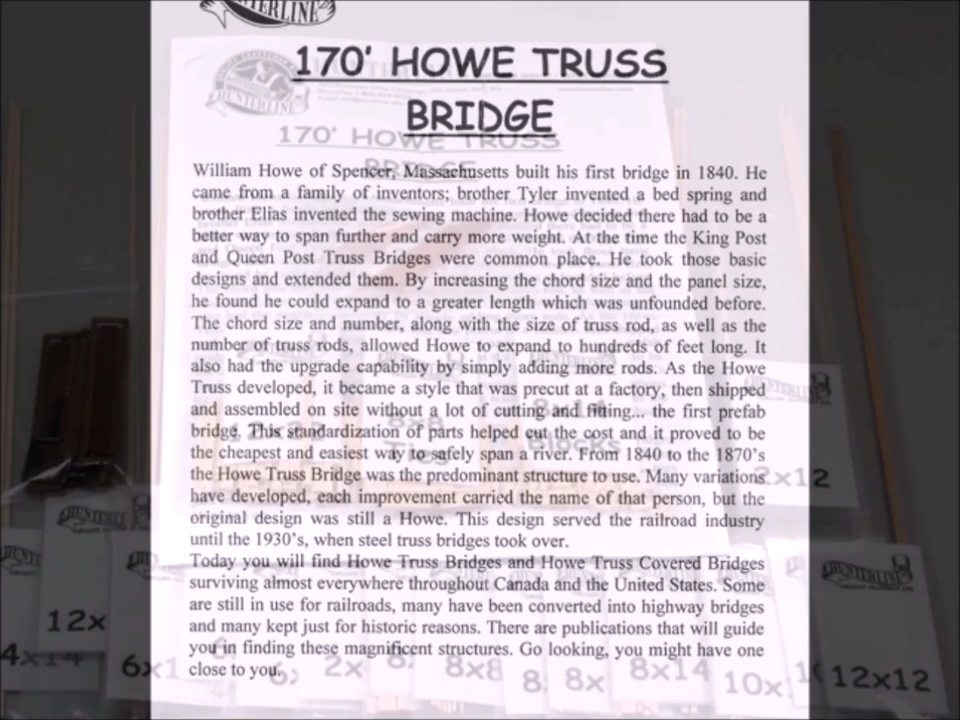 HUNTERLINE
170' HOWE TRUSS
BRIDGE
William Howe of Spencer, Massachusetts built his first bridge in 1840. He
came from a family of inventors; brother Tyler invented a bed spring and
brother Elias invented the sewing machine. Howe decided there had to be a
better way to span further and carry more weight. At the time the King Post
and Queen Post Truss Bridges were common place. He took those basic
designs and extended them. By increasing the chord size and the panel size,
he found he could expand to a greater length which was unfounded before.
The chord size and number, along with the size of truss rod, as well as the
number of truss rods, allowed Howe to expand to hundreds of feet long. It
also had the upgrade capability by simply adding more rods. As the Howe
Truss developed, it became a style that was precut at a factory, then shipped
and assembled on site without a lot of cutting and fitting... the first prefab
bridge. This standardization of parts helped cut the cost and it proved to be
the cheapest and easiest way to safely span a river. From 1840 to the 1870's
the Howe Truss Bridge was the predominant structure to use. Many variations
have developed, each improvement carried the name of that person, but the
original design was still a Howe. This design served the railroad industry
until the 1930's, when steel truss bridges took over.
Today you will find Howe Truss Bridges and Howe Truss Covered Bridges
surviving almost everywhere throughout Canada and the United States. Some
are still in use for railroads, many have been converted into highway bridges
and many kept just for historic reasons. There are publications that will guide
you in finding these magnificent structures. Go looking, you might have one
close to you.
HUNTERLINE
170' HOWE TRUSS
BRIDGE
8x8
Ties
Blocks
2x12
HUNTERLINE
12x
4x14
6x1
2x
8x8
8x
8x14
10x
12x12